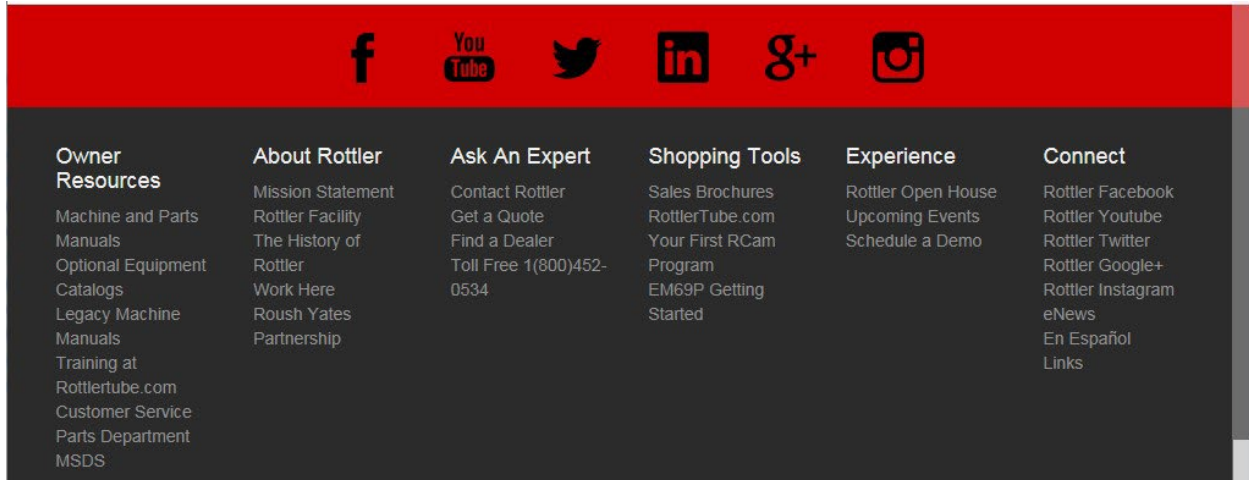 f
You
Tube
in
g+
Owner
Resources
Machine and Parts
Manuals
Optional Equipment
Catalogs
Legacy Machine
Manuals
Training at
Rottlertube.com
Customer Service
Parts Department
MSDS
About Rottler
Mission Statement
Rottler Facility
The History of
Rottler
Work Here
Roush Yates
Partnership
Ask An Expert
Contact Rottler
Get a Quote
Find a Dealer
Toll Free 1(800)452-
0534
Shopping Tools
Sales Brochures
RottlerTube.com
Your First RCam
Program
EM69P Getting
Started
Experience
Rottler Open House
Upcoming Events
Schedule a Demo
Connect
Rottler Facebook
Rottler Youtube
Rottler Twitter
Rottler Google+
Rottler Instagram
eNews
En Español
Links